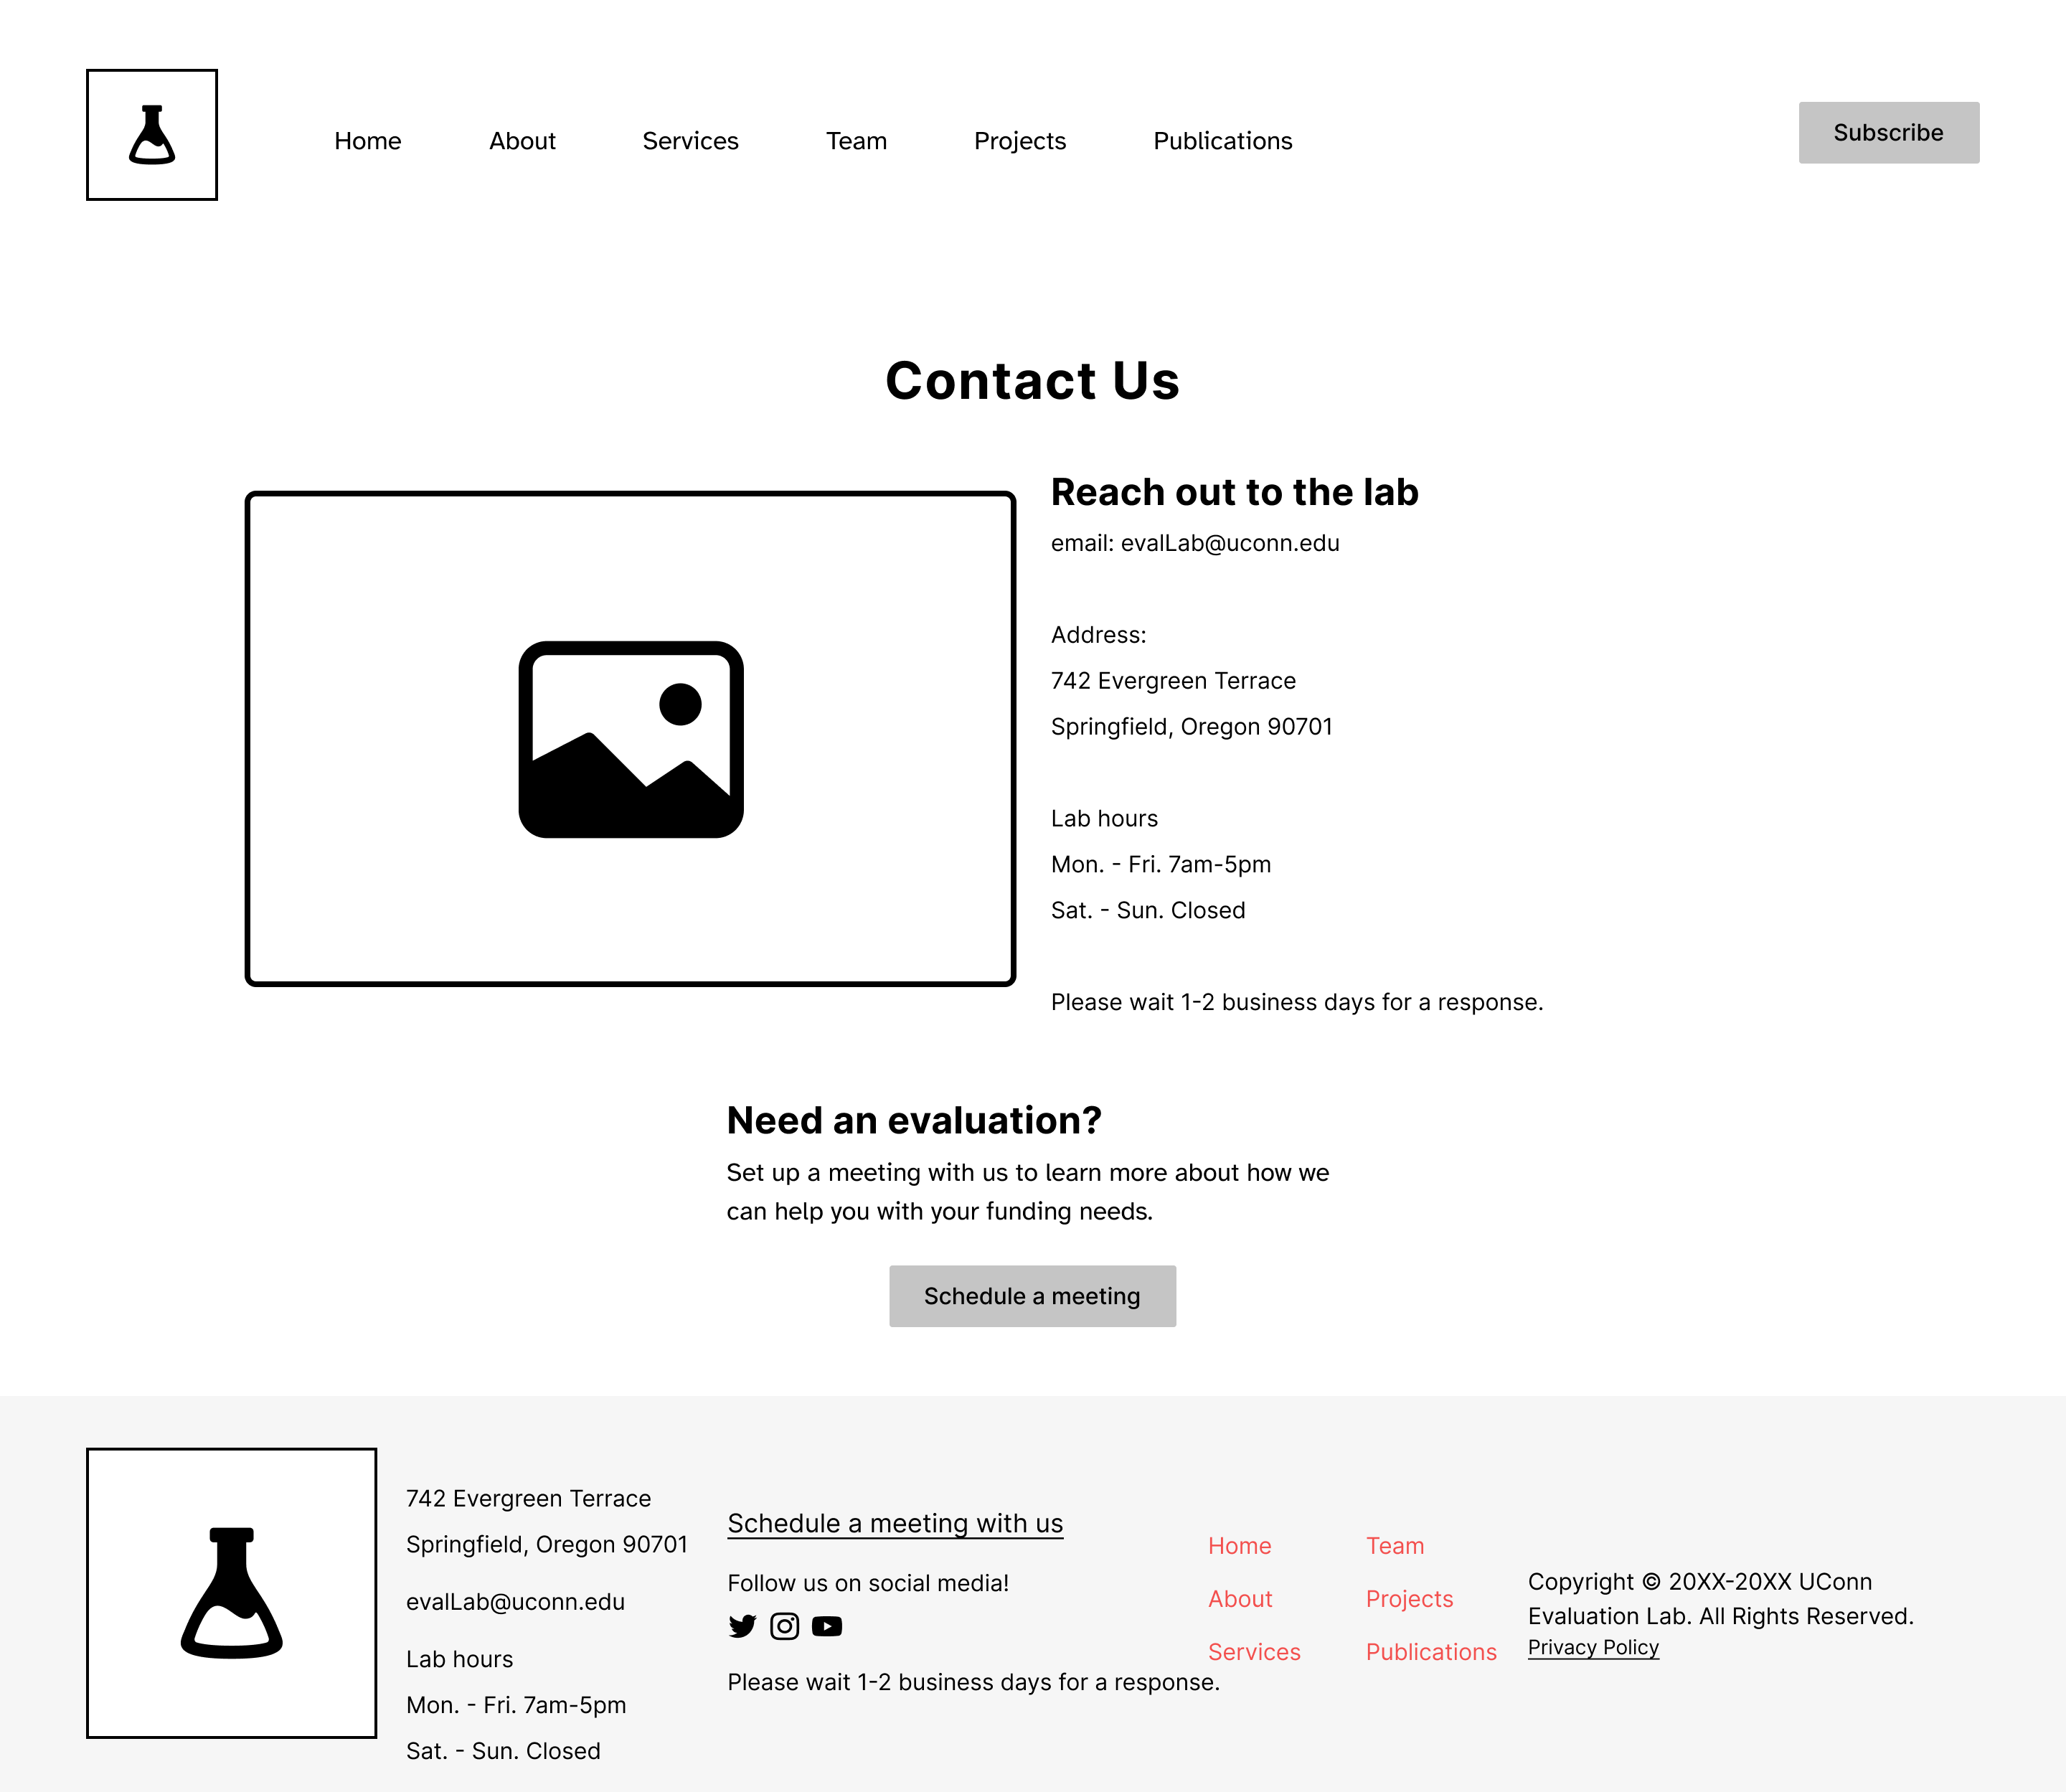 Home About Services Team Projects Publications Subscribe
Contact Us
Reach out to the lab
email: evalLab@uconn.edu
Address:
742 Evergreen Terrace
Springfield, Oregon 90701
Lab hours
Mon. - Fri. 7am-5pm
Sat. - Sun. Closed
Please wait 1-2 business days for a response.
Need an evaluation?
Set up a meeting with us to learn more about how we
can help you with your funding needs.
Schedule a meeting
742 Evergreen Terrace
Springfield, Oregon 90701
evalLab@uconn.edu
Lab hours
Mon. - Fri. 7am-5pm
Sat. - Sun. Closed
Schedule a meeting with us
Follow us on social media!
Please wait 1-2 business days for a response.
Home
About
Services
Team
Projects
Publications
Copyright © 20XX-20XX UConn
Evaluation Lab. All Rights Reserved.
Privacy Policy